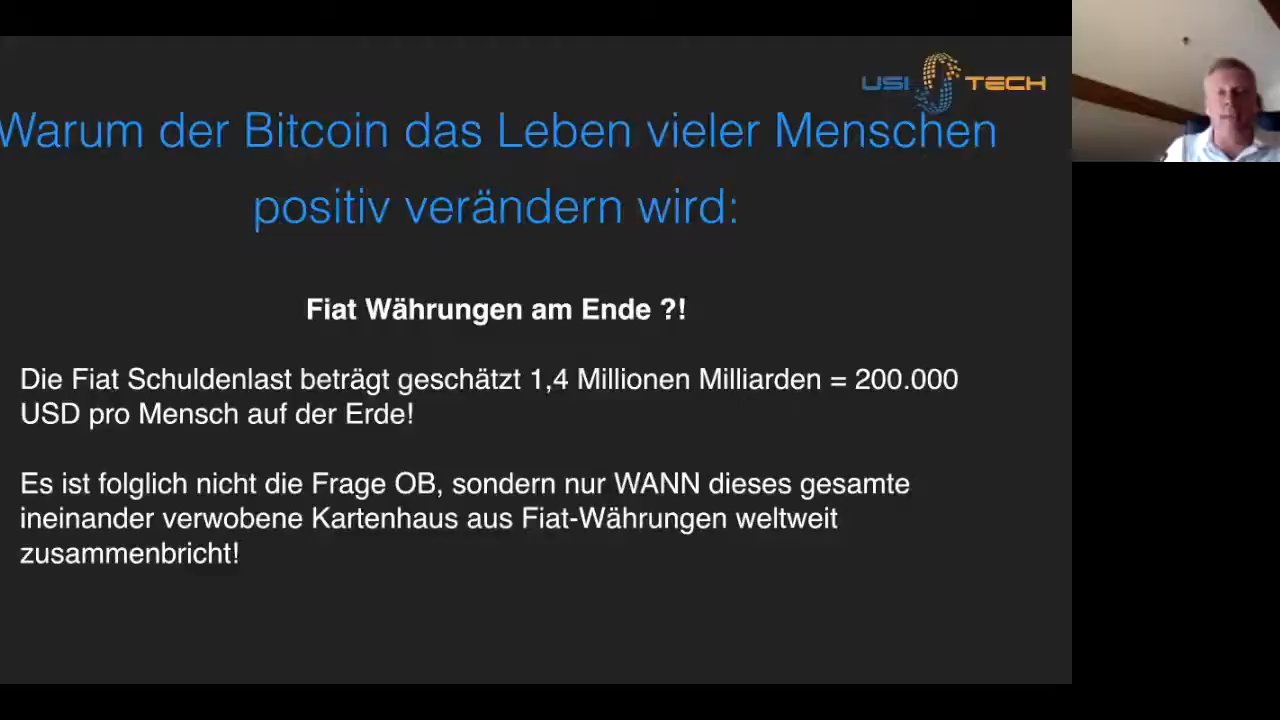 USI TECH
Warum der Bitcoin das Leben vieler Menschen
positiv verändern wird:
Fiat Währungen am Ende ?!
Die Fiat Schuldenlast beträgt geschätzt 1,4 Millionen Milliarden = 200.000
USD pro Mensch auf der Erde!
Es ist folglich nicht die Frage OB, sondern nur WANN dieses gesamte
ineinander verwobene Kartenhaus aus Fiat-Währungen weltweit
zusammenbricht!